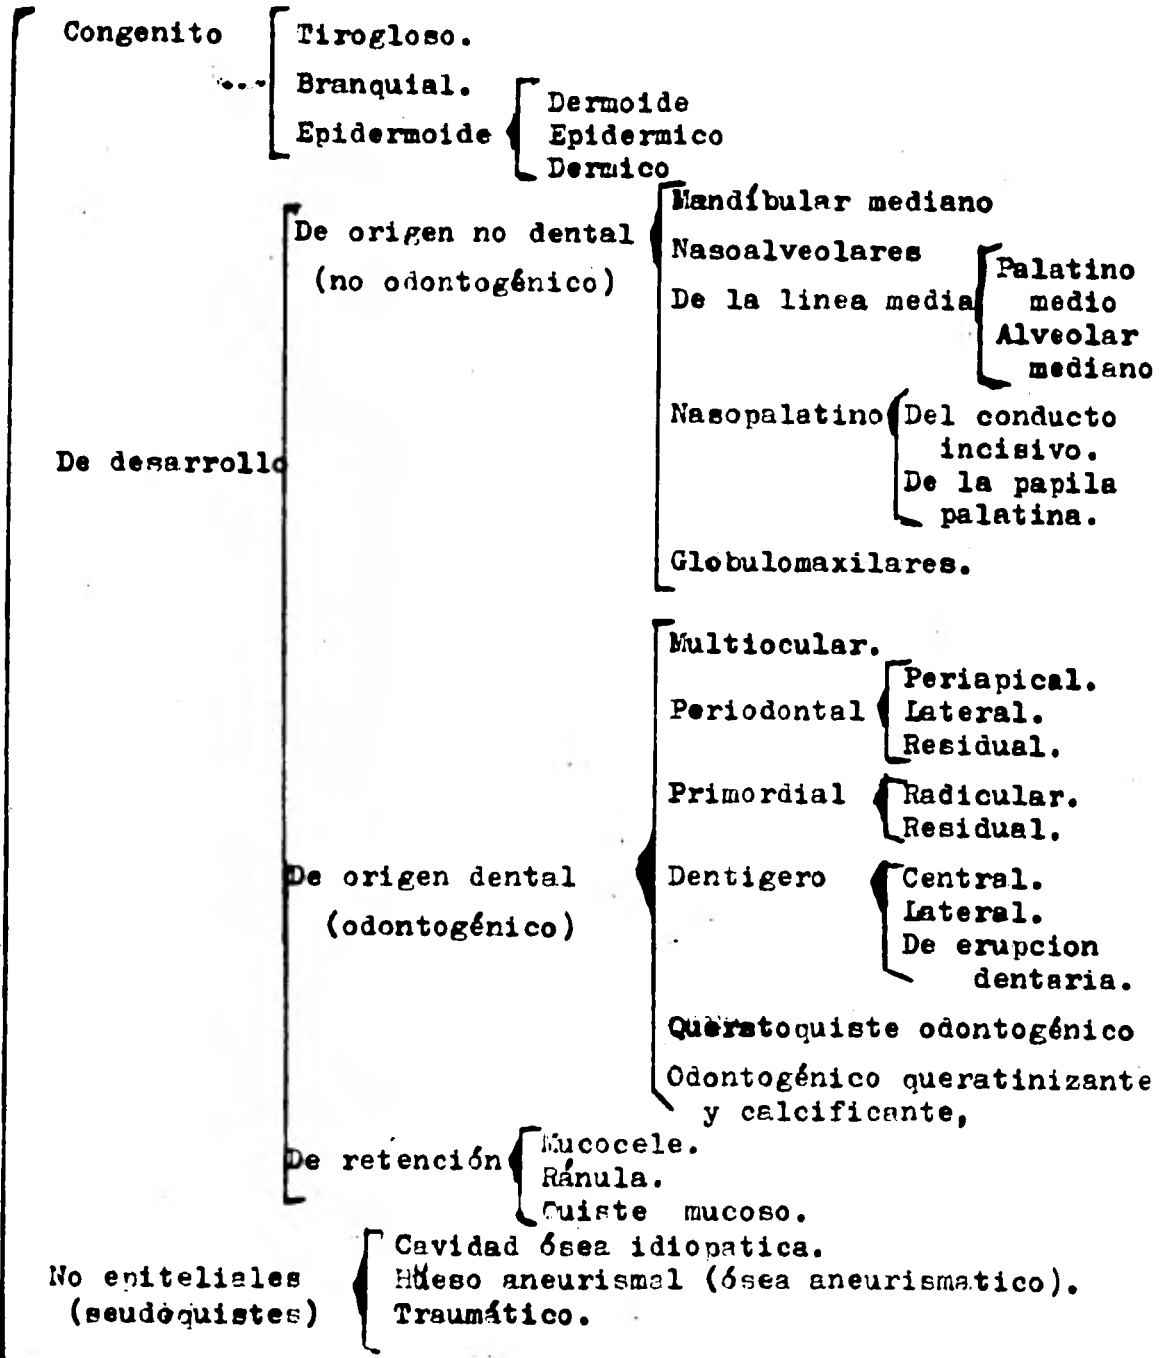 Congenito
Tirogloso.
Branquial.
Epidermoide
Dermoide
Epidermico
Dermico
De desarrollo
De origen no dental
(no odontogénico)
Mandíbular mediano
Nasoalveolares
De la linea media
Palatino
medio
Alveolar
mediano
Nasopalatino
Del conducto
incisivo.
De la papila
palatina.
Globulomaxilares.
De origen dental
(odontogénico)
Multiocular.
Periodontal
Periapical.
Lateral.
Residual.
Primordial
Radicular.
Residual.
Dentigero
Central.
Lateral.
De erupcion
dentaria.
Queratoquiste odontogénico
Odontogénico queratinizante
y calcificante,
De retención
Mucocele.
Ránula.
Quiste mucoso.
No epiteliales
(seudoquistes)
Cavidad ósea idiopatica.
Hueso aneurismal (ósea aneurismatico).
Traumático.